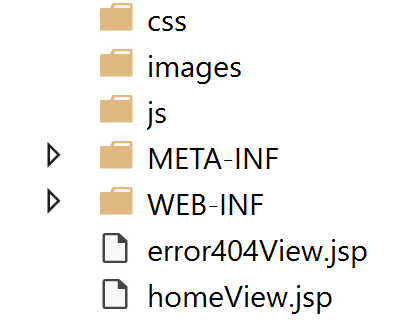 css
images
js
META-INF
WEB-INF
error404View.jsp
homeView.jsp